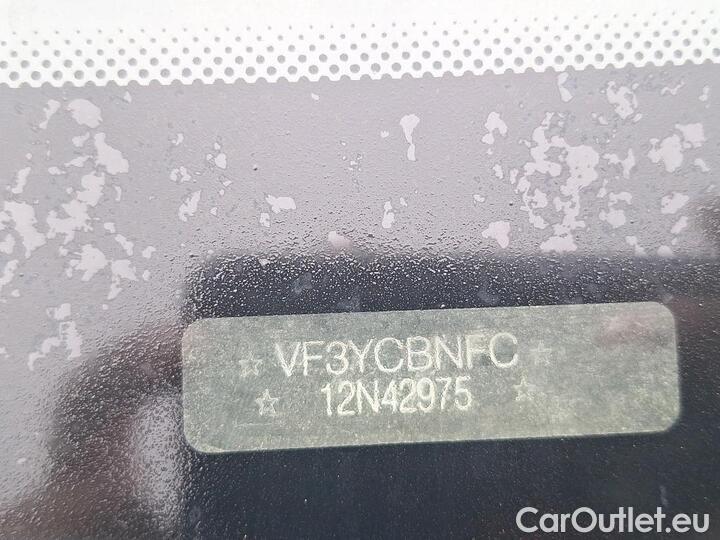 ☆ VF3YCBNFC ☆
☆ 12N42975 ☆
CarOutlet.eu